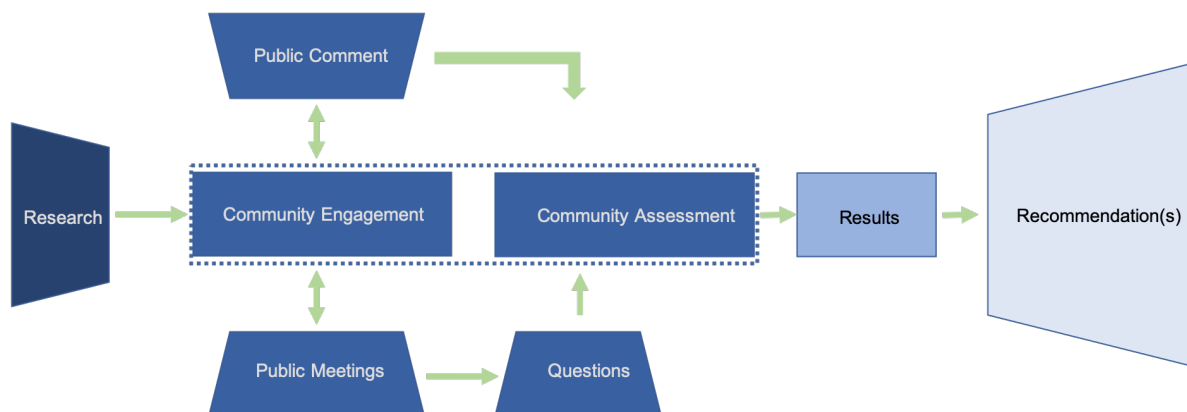 Public Comment
Research
Community Engagement
Community Assessment
Results
Recommendation(s)
Public Meetings
Questions